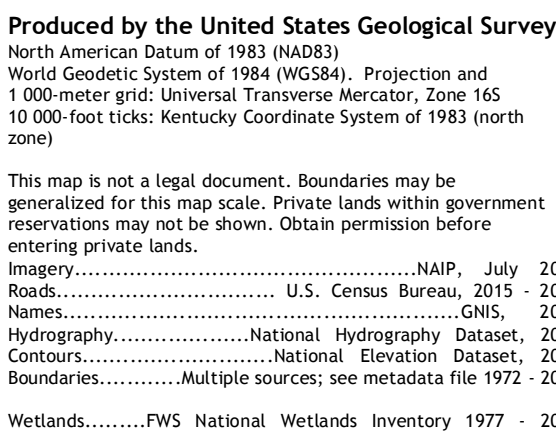 Produced by the United States Geological Survey
North American Datum of 1983 (NAD83)
World Geodetic System of 1984 (WGS84). Projection and
1 000-meter grid: Universal Transverse Mercator, Zone 16S
10 000-foot ticks: Kentucky Coordinate System of 1983 (north
zone)
This map is not a legal document. Boundaries may be
generalized for this map scale. Private lands within government
reservations may not be shown. Obtain permission before
entering private lands.
Imagery..................................................NAIP, July
Roads................................ U.S. Census Bureau, 2015 -
Names..........................................................GNIS,
Hydrography....................National Hydrography Dataset,
Contours............................National Elevation Dataset,
Boundaries............Multiple sources; see metadata file 1972 -
Wetlands.........FWS National Wetlands Inventory 1977 -